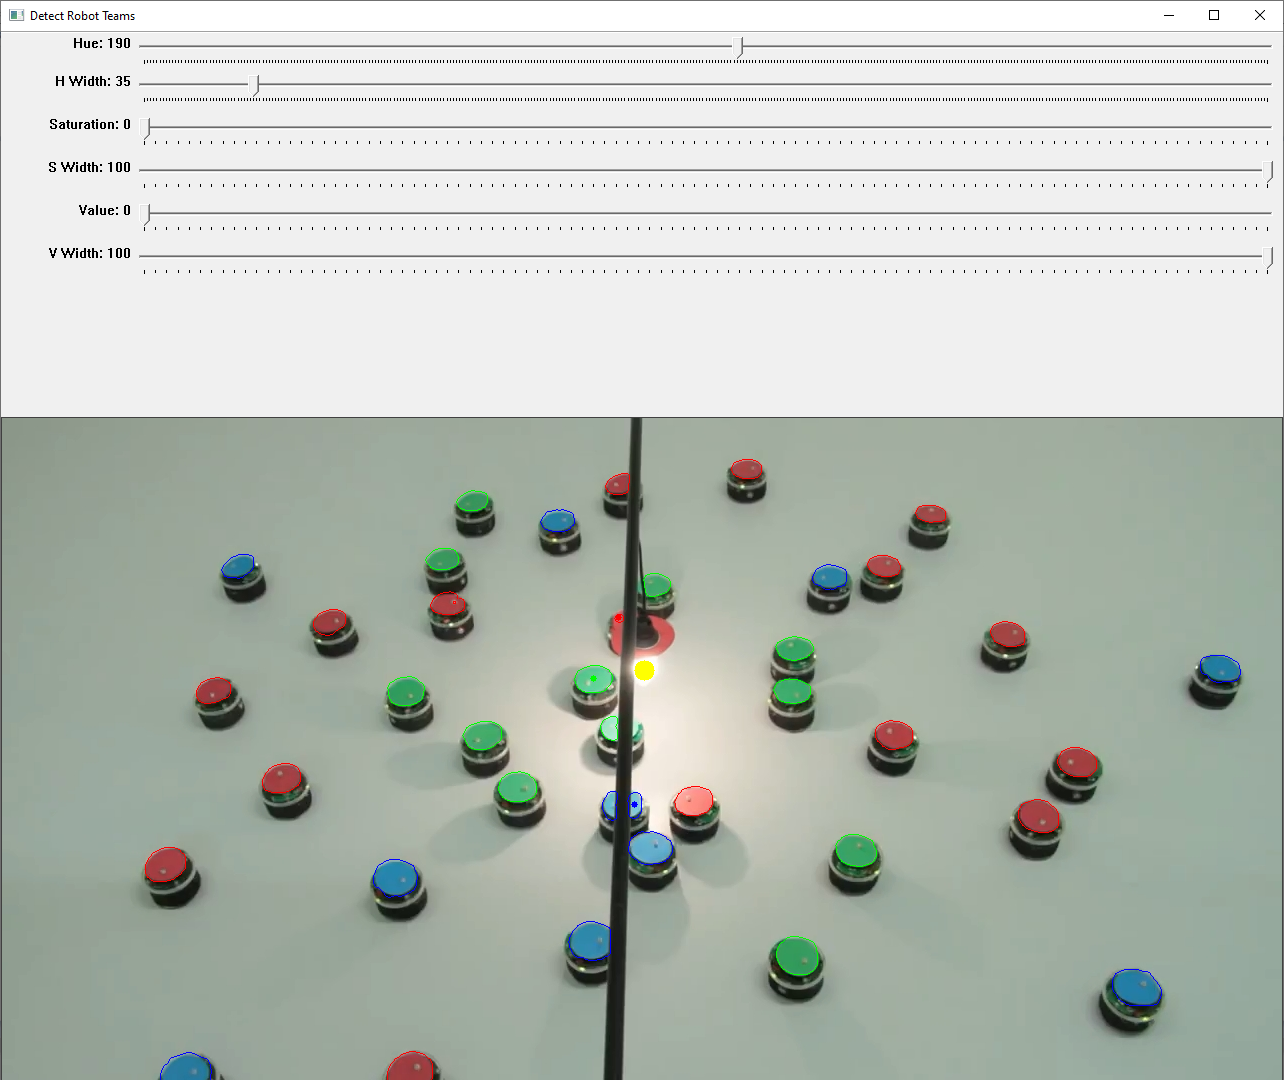 Detect Robot Teams
Hue: 190
H Width: 35
Saturation: 0
S Width: 100
Value: 0
V Width: 100